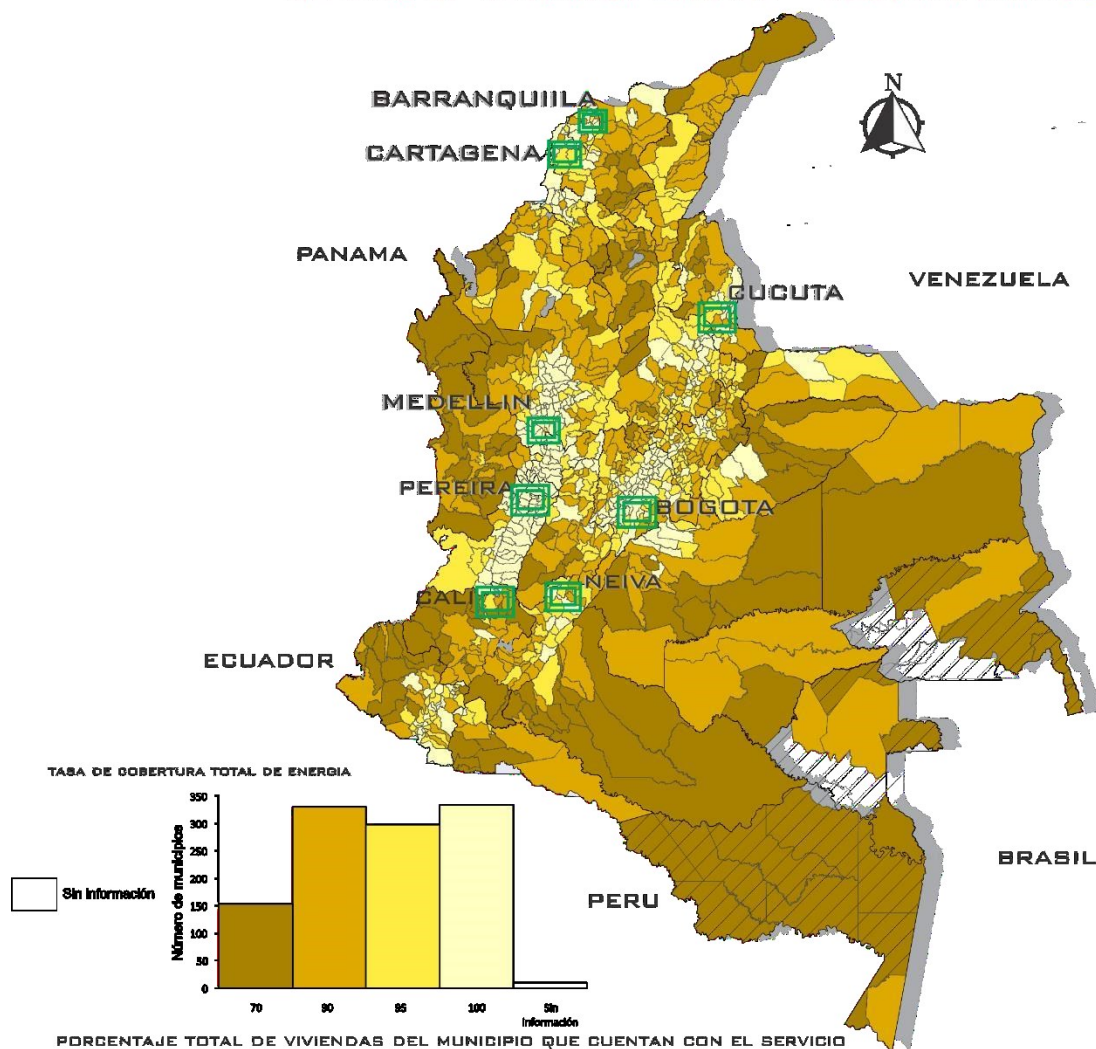 N
BARRANQUIILA
CARTAGENA
PANAMA
VENEZUELA
CUCUTA
MEDELLIN
PEREIRA
BOGOTA
NEIVA
CALI
ECUADOR
TASA DE COBERTURA TOTAL DE ENERGIA
350
300
250
200
150
100
50
0
Número de municipios
Sin información
70
90
95
100
Sin
información
PERU
BRASIL
PORCENTAJE TOTAL DE VIVIENDAS DEL MUNICIPIO QUE CUENTAN CON EL SERVICIO